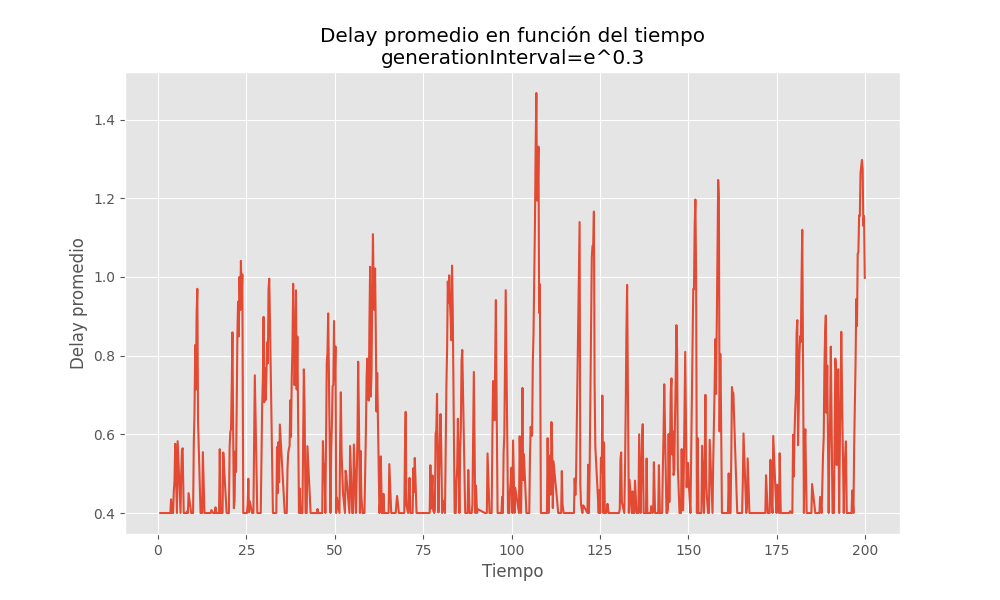 Delay promedio en función del tiempo
generationInterval=e^0.3
1.4
1.2
1.0
0.8
0.6
0.4
Delay promedio
0 25 50 75 100 125 150 175 200
Tiempo